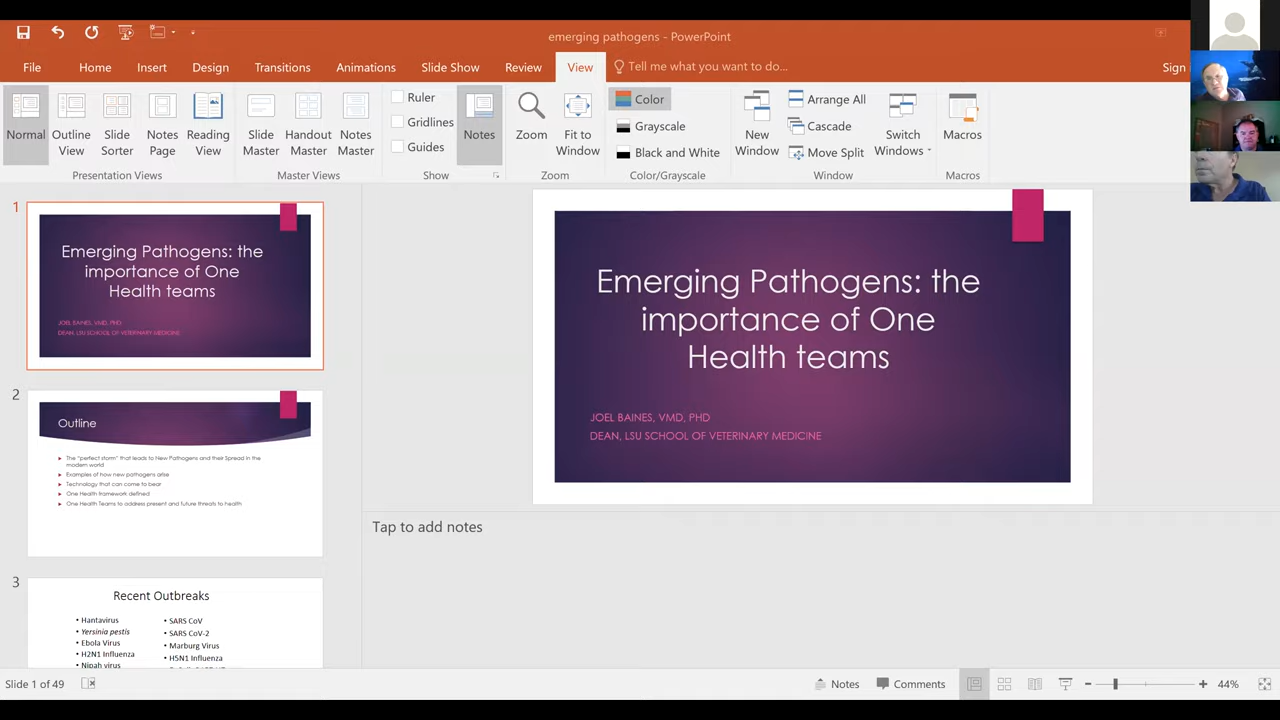 emerging pathogens - PowerPoint
File Home Insert Design Transitions Animations Slide Show Review View Tell me what you want to do... Sign
Normal Outline View Slide Sorter Notes Page Reading View
Presentation Views
Slide Master Handout Master Notes Master
Master Views
Ruler
Gridlines
Guides
Notes
Show
Zoom Fit to Window
Zoom
Color
Grayscale
Black and White
Color/Grayscale
New Window
Arrange All
Cascade
Move Split
Switch Windows
Window
Macros
Macros
1
Emerging Pathogens: the
importance of One
Health teams
JOEL BAINES, VMD, PHD
DEAN, LSU SCHOOL OF VETERINARY MEDICINE
2
Outline
The "perfect storm" that leads to New Pathogens and their Spread in the
modern world
Examples of how new pathogens arise
Technology that can come to bear
One Health framework defined
One Health Teams to address present and future threats to health
3
Recent Outbreaks
• Hantavirus
• Yersinia pestis
• Ebola Virus
• H2N1 Influenza
• Nipah virus
• SARS CoV
• SARS CoV-2
• Marburg Virus
• H5N1 Influenza
Emerging Pathogens: the
importance of One
Health teams
JOEL BAINES, VMD, PHD
DEAN, LSU SCHOOL OF VETERINARY MEDICINE
Tap to add notes
Slide 1 of 49 Notes Comments 44%